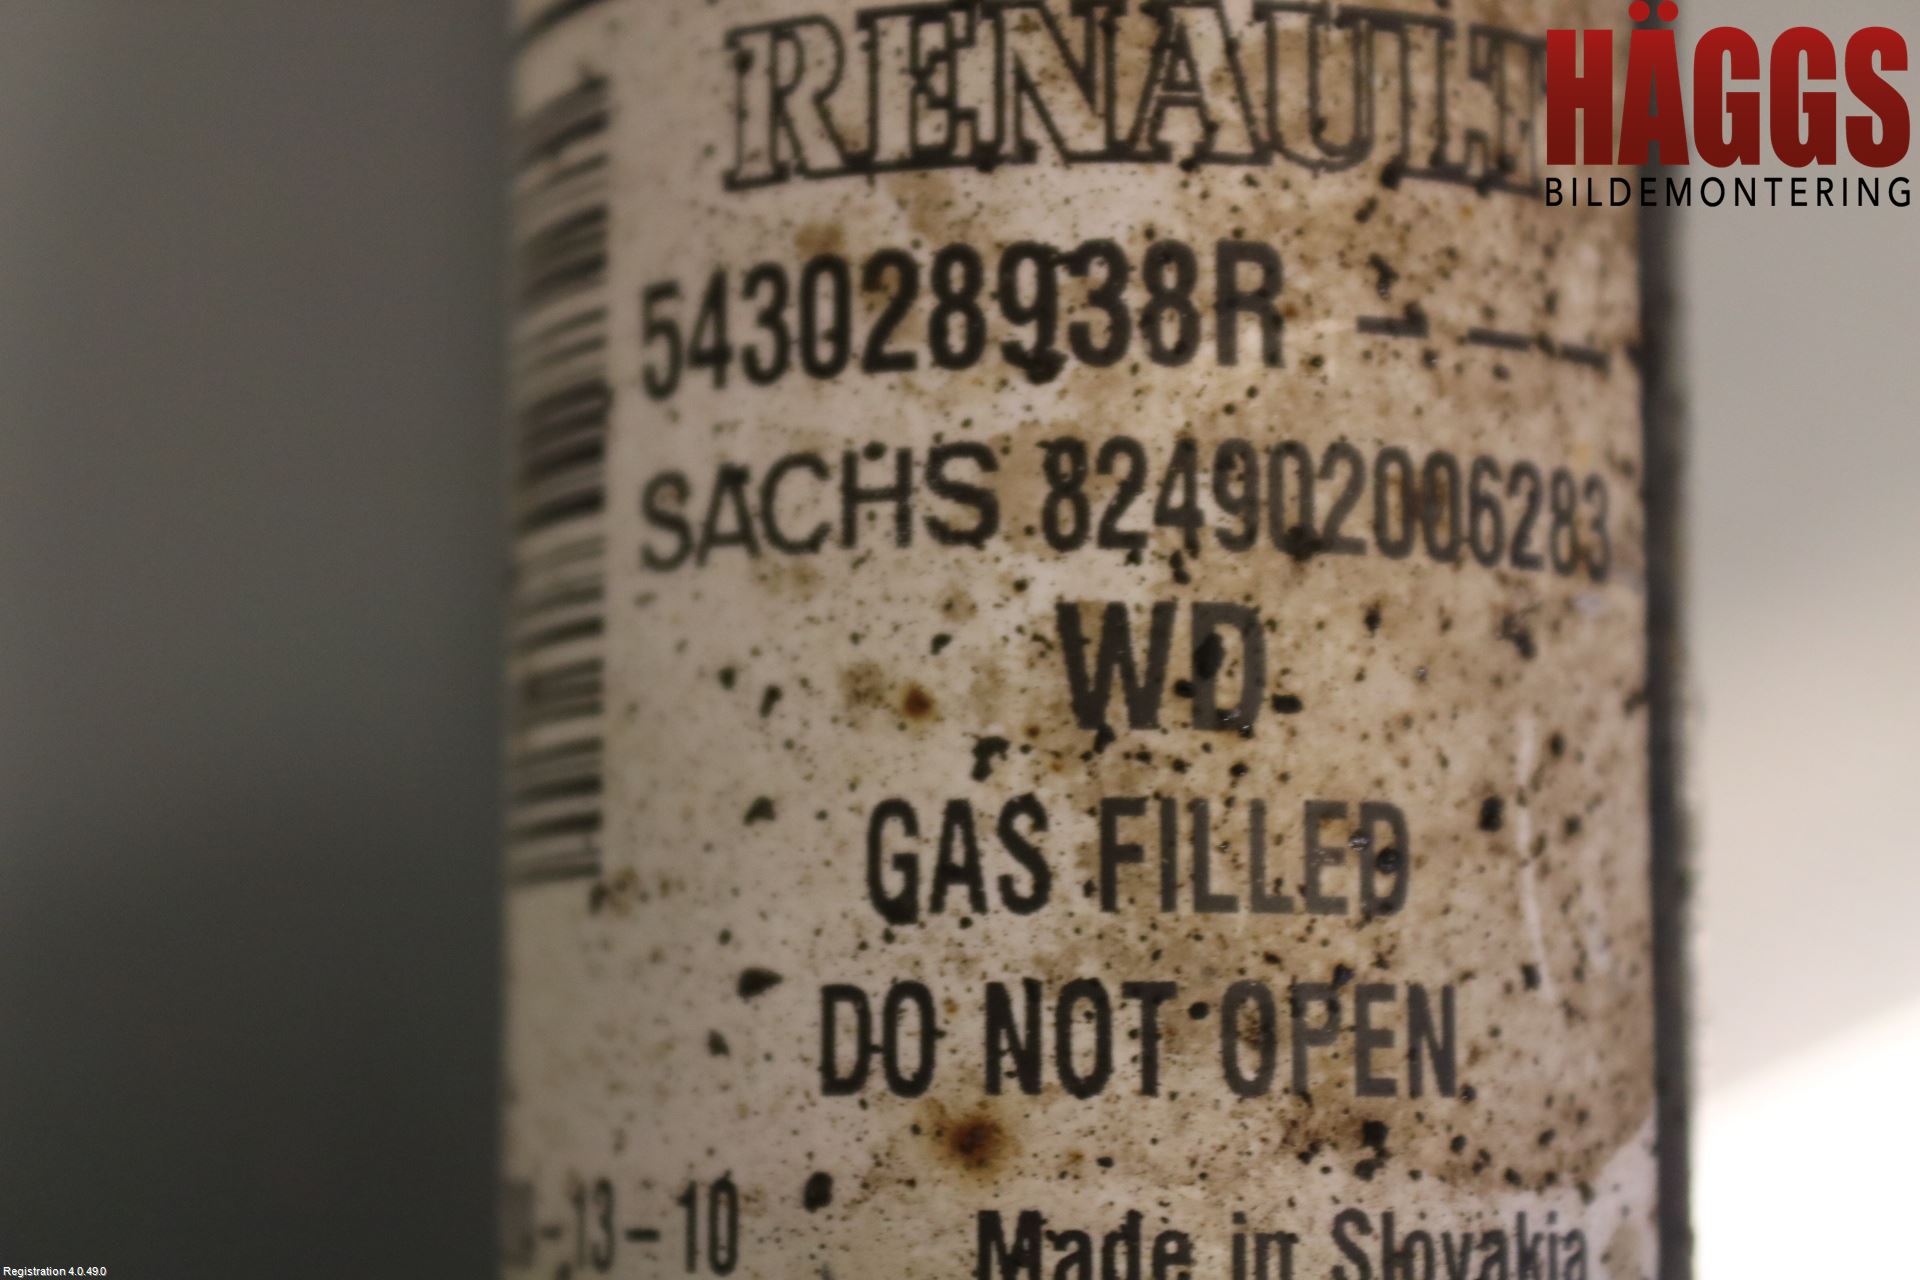 RENAULT
HÄGGS
BILDEMONTERING
543028938R - - -
SACHS 824902006283
WD
GAS FILLED
DO NOT OPEN
-13-10
Made in Slovakia
Registration 4.0.49.0